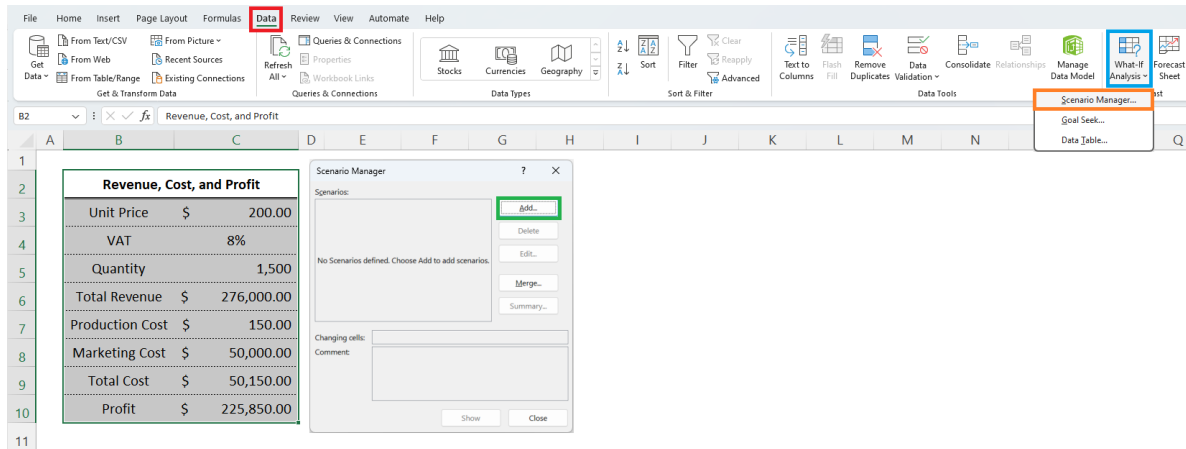 File Home Insert Page Layout Formulas Data Review View Automate Help
Get Data
From Text/CSV
From Web
From Table/Range
From Picture
Recent Sources
Existing Connections
Get & Transform Data
Refresh All
Queries & Connections
Properties
Workbook Links
Queries & Connections
Stocks Currencies Geography
Data Types
Sort
Filter
Clear
Reapply
Advanced
Sort & Filter
Text to Columns
Flash Fill
Remove Duplicates
Data Validation
Consolidate
Relationships
Manage Data Model
Data Tools
What-If Analysis
Forecast Sheet
ast
Scenario Manager...
Goal Seek...
Data Table...
B2 fx Revenue, Cost, and Profit
A B C D E F G H I J K L M N Q
1
2 Revenue, Cost, and Profit
3 Unit Price $ 200.00
4 VAT 8%
5 Quantity 1,500
6 Total Revenue $ 276,000.00
7 Production Cost $ 150.00
8 Marketing Cost $ 50,000.00
9 Total Cost $ 50,150.00
10 Profit $ 225,850.00
11
Scenario Manager ? ×
Scenarios:
No Scenarios defined. Choose Add to add scenarios.
Add...
Delete
Edit...
Merge...
Summary...
Changing cells:
Comment:
Show Close